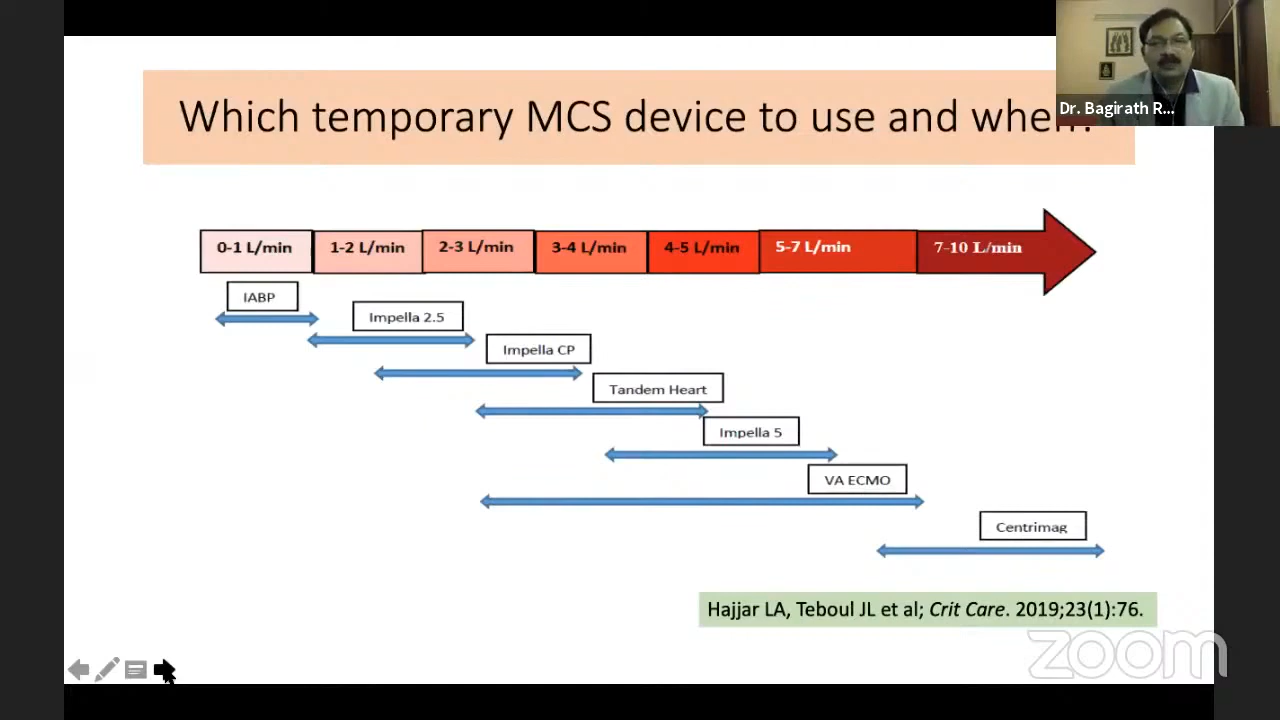 Dr. Bagirath R...
Which temporary MCS device to use and when?
0-1 L/min
1-2 L/min
2-3 L/min
3-4 L/min
4-5 L/min
5-7 L/min
7-10 L/min
IABP
Impella 2.5
Impella CP
Tandem Heart
Impella 5
VA ECMO
Centrimag
Hajjar LA, Teboul JL et al; Crit Care. 2019;23(1):76.
zoom